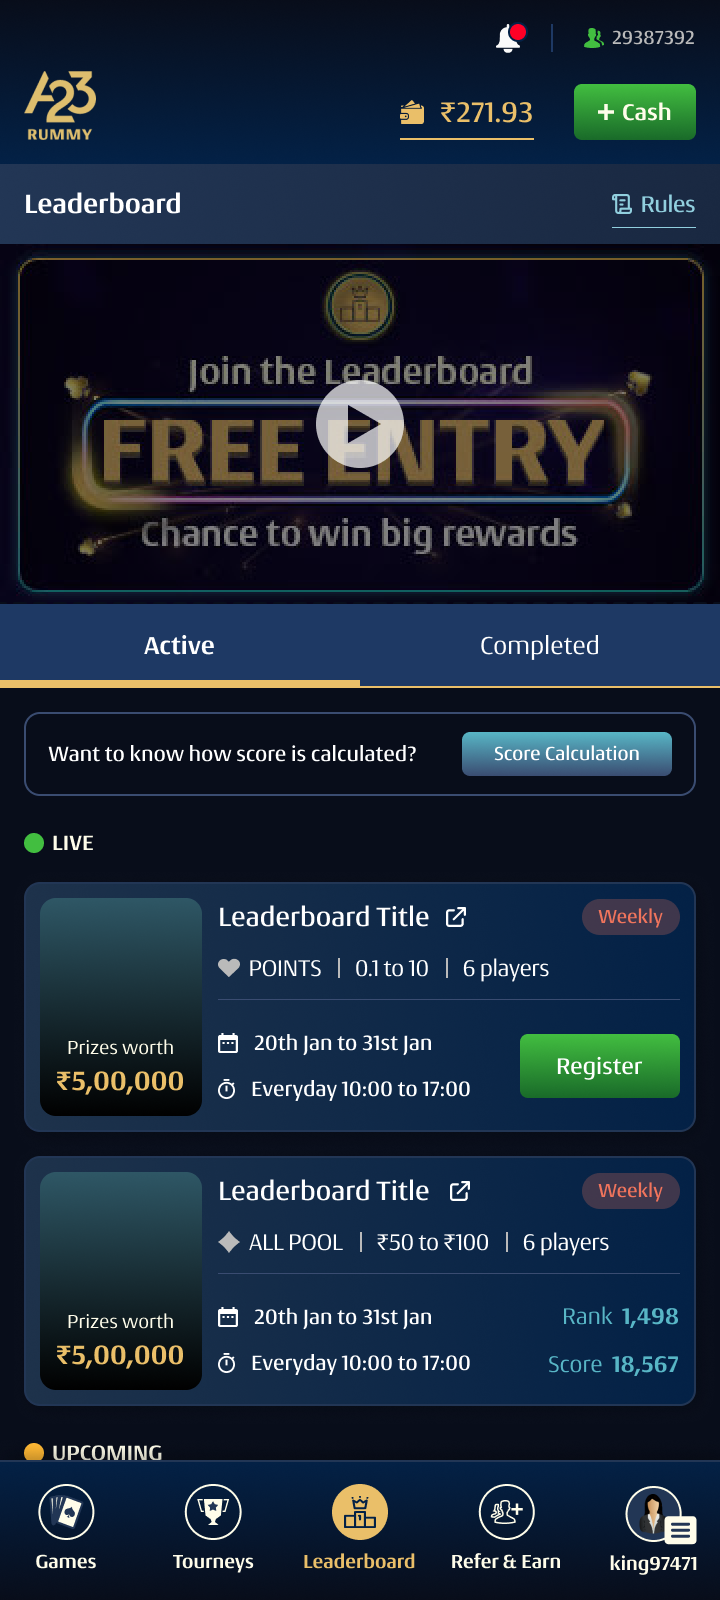 29387392
A23
RUMMY
₹271.93
+ Cash
Leaderboard
Rules
Join the Leaderboard
FREE ENTRY
Chance to win big rewards
Active
Completed
Want to know how score is calculated?
Score Calculation
LIVE
Leaderboard Title
Weekly
POINTS | 0.1 to 10 | 6 players
Prizes worth
₹5,00,000
20th Jan to 31st Jan
Everyday 10:00 to 17:00
Register
Leaderboard Title
Weekly
ALL POOL | ₹50 to ₹100 | 6 players
Prizes worth
₹5,00,000
20th Jan to 31st Jan
Rank 1,498
Everyday 10:00 to 17:00
Score 18,567
UPCOMING
Games
Tourneys
Leaderboard
Refer & Earn
king97471